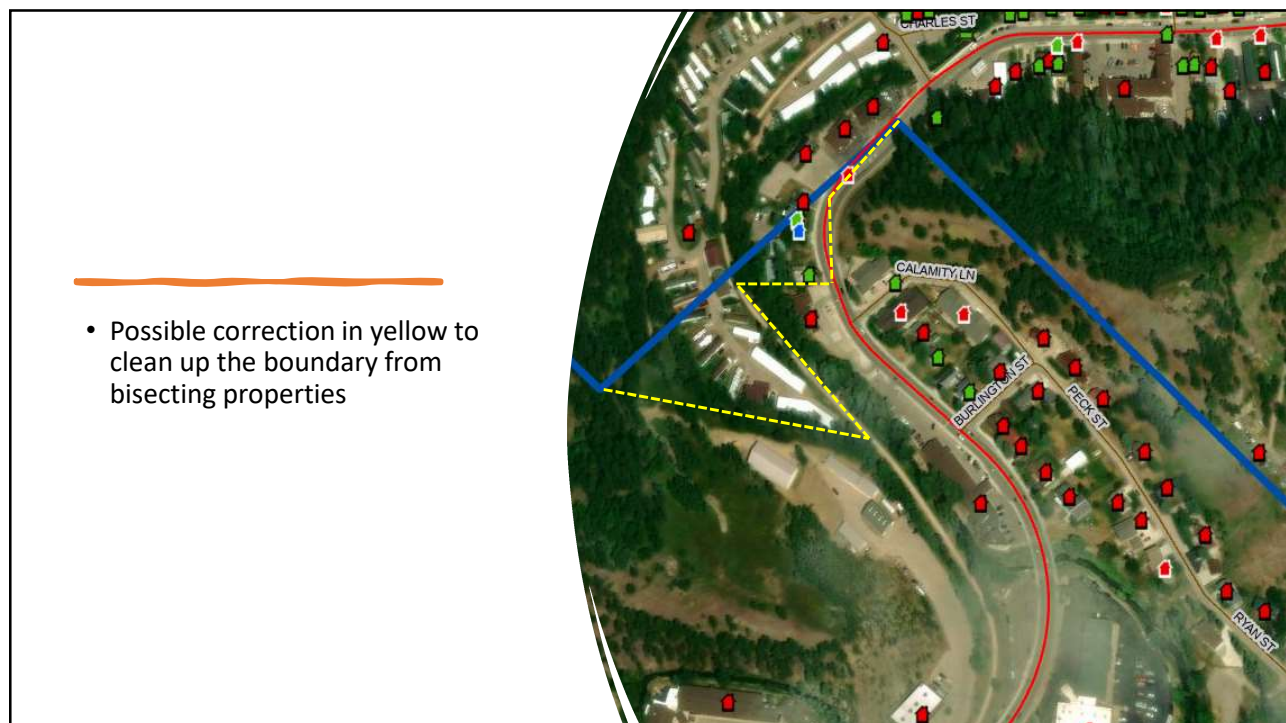 • Possible correction in yellow to
clean up the boundary from
bisecting properties
CHARLES ST
CALAMITY LN
BURLINGTON ST
PECK ST
RYAN ST